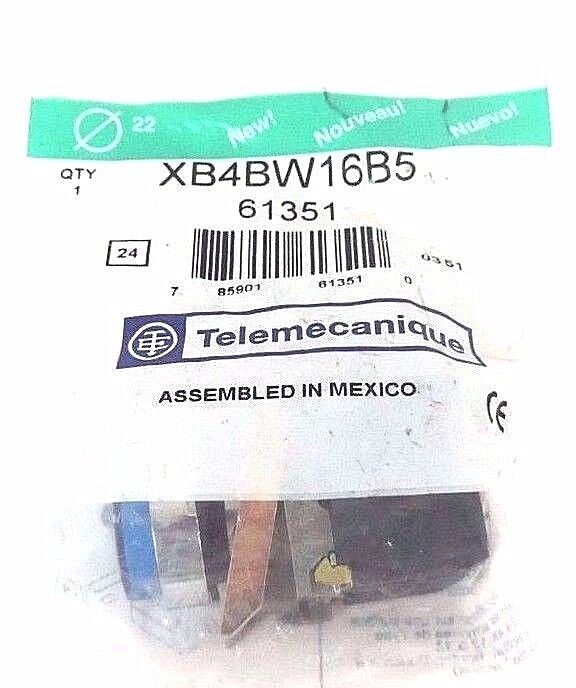 Ø 22 New! Nouveau! Nuevo!
QTY
1
XB4BW16B5
61351
24
0351
7 85901 61351 0
Telemecanique
ASSEMBLED IN MEXICO
CE